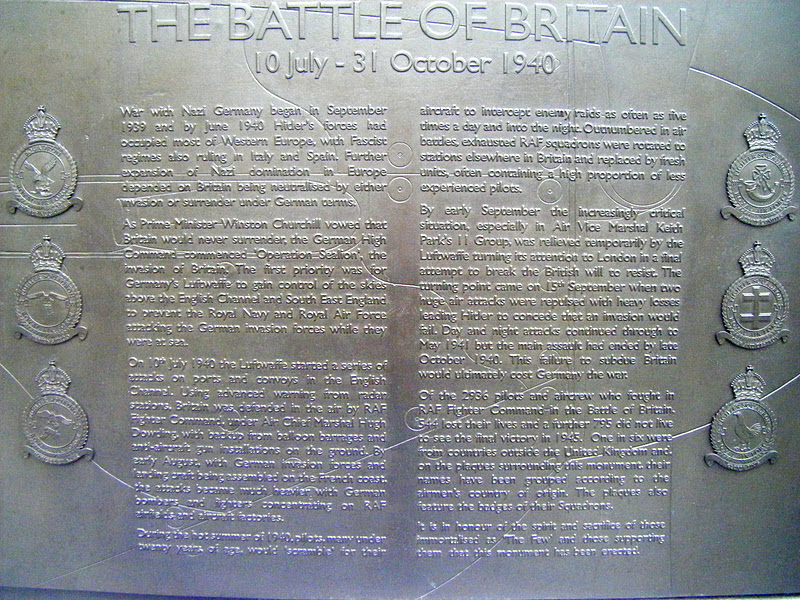 THE BATTLE OF BRITAIN
10 July - 31 October 1940
War with Nazi Germany began in September
1939 and by June 1940 Hitler's forces had
occupied most of Western Europe, with Fascist
regimes also ruling in Italy and Spain. Further
expansion of Nazi domination in Europe
depended on Britain being neutralised by either
invasion or surrender under German terms.
As Prime Minister Winston Churchill vowed that
Britain would never surrender, the German High
Command commenced 'Operation Sealion', the
invasion of Britain. The first priority was for
Germany's Luftwaffe to gain control of the skies
above the English Channel and South East England
to prevent the Royal Navy and Royal Air Force
attacking the German invasion forces while they
were at sea.
On 10th July 1940 the Luftwaffe started a series of
attacks on ports and convoys in the English
Channel. Using advanced warning from radar
stations, Britain was defended in the air by RAF
Fighter Command, under Air Chief Marshal Hugh
Dowding, with backup from balloon barrages and
anti-aircraft gun installations on the ground. By
early August, with German invasion forces and
landing craft being assembled on the French coast,
the attacks became much heavier with German
bombers and fighters concentrating on RAF
airfields and aircraft factories.
During the hot summer of 1940, pilots, many under
twenty years of age, would 'scramble' for their
aircraft to intercept enemy raids as often as five
times a day and into the night. Outnumbered in air
battles, exhausted RAF squadrons were rotated to
stations elsewhere in Britain and replaced by fresh
units, often containing a high proportion of less
experienced pilots.
By early September the increasingly critical
situation, especially in Air Vice Marshal Keith
Park's 11 Group, was relieved temporarily by the
Luftwaffe turning its attention to London in a final
attempt to break the British will to resist. The
turning point came on 15th September when two
huge air attacks were repulsed with heavy losses
leading Hitler to concede that an invasion would
fail. Day and night attacks continued through to
May 1941 but the main assault had ended by late
October 1940. This failure to subdue Britain
would ultimately cost Germany the war.
Of the 2936 pilots and aircrew who fought in
RAF Fighter Command in the Battle of Britain,
544 lost their lives and a further 795 did not live
to see the final victory in 1945. One in six were
from countries outside the United Kingdom and,
on the plaques surrounding this monument, their
names have been grouped according to the
airmen's country of origin. The plaques also
feature the badges of their Squadrons.
It is in honour of the spirit and sacrifice of those
immortalised as 'The Few' and those supporting
them that this monument has been erected.